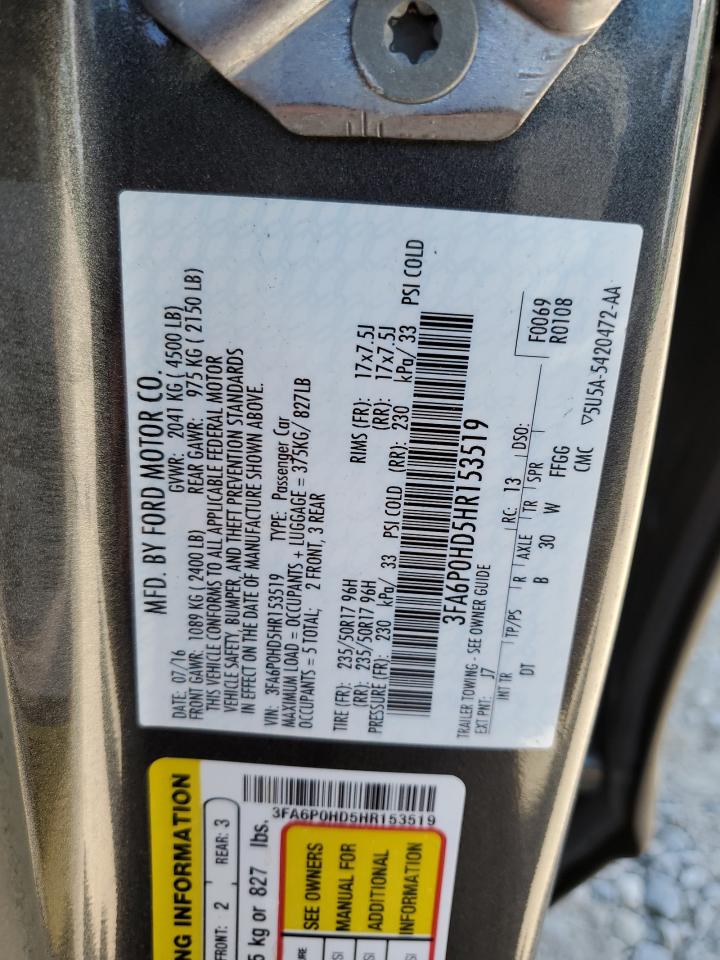 MFD. BY FORD MOTOR CO.
DATE: 07/16 GVWR: 2041 KG ( 4500 LB)
FRONT GAWR: 1089 KG (2400 LB) REAR GAWR: 975 KG ( 2150 LB)
THIS VEHICLE CONFORMS TO ALL APPLICABLE FEDERAL MOTOR
VEHICLE SAFETY, BUMPER, AND THEFT PREVENTION STANDARDS
IN EFFECT ON THE DATE OF MANUFACTURE SHOWN ABOVE.
VIN: 3FA6P0HD5HR153519 TYPE: Passenger Car
MAXIMUM LOAD = OCCUPANTS + LUGGAGE = 375KG/ 827LB
OCCUPANTS = 5 TOTAL; 2 FRONT, 3 REAR
TIRE (FR): 235/50R17 96H RIMS (FR): 17x7.5J
(RR): 235/50R17 96H (RR): 17x7.5J
PRESSURE (FR): 230 kPa/ 33 PSI COLD (RR): 230 kPa/ 33 PSI COLD
3FA6P0HD5HR153519
TRAILER TOWING - SEE OWNER GUIDE
EXT PNT: J7 RC: 13 DSO: F0069
R0108
INT TR TP/PS R AXLE TR SPR
DT B 30 W FFGG
CMC ▽5U5A-5420472-AA
3FA6P0HD5HR153519
NG INFORMATION
FRONT: 2 REAR: 3
5 kg or 827 lbs.
SEE OWNERS
MANUAL FOR
ADDITIONAL
INFORMATION